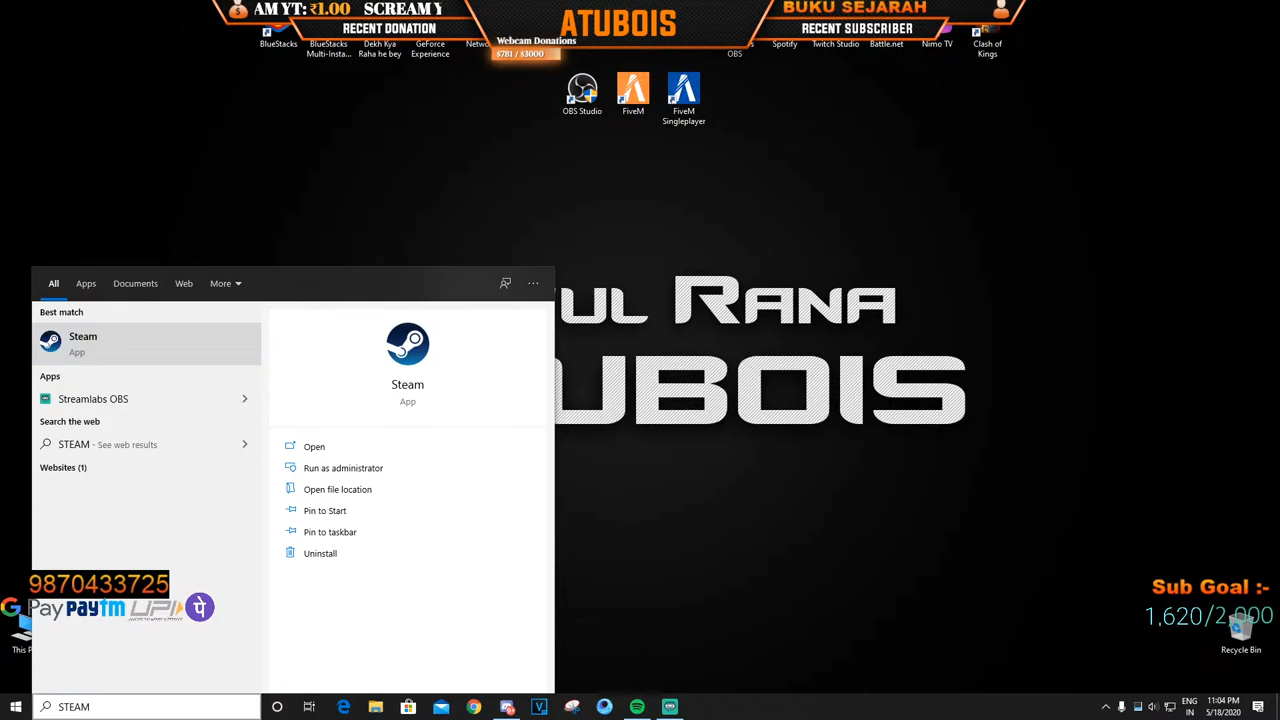 AM YT: ₹1.00 SCREAM Y
ATUBOIS
BUKU SEJARAH
RECENT DONATION
RECENT SUBSCRIBER
Webcam Donations
$781 / $3000
BlueStacks
BlueStacks Multi-Insta...
Dekh Kya Raha he bey
GeForce Experience
Netwo
OBS
Spotify
Twitch Studio
Battle.net
Nimo TV
Clash of Kings
OBS Studio
FiveM
FiveM Singleplayer
UL RANA
UBOIS
All
Apps
Documents
Web
More
Best match
Steam
App
Apps
Streamlabs OBS
Search the web
STEAM - See web results
Websites (1)
Steam
App
Open
Run as administrator
Open file location
Pin to Start
Pin to taskbar
Uninstall
9870433725
G Pay paytm UPI पे
This P
Sub Goal :-
1,620/2,000
Recycle Bin
STEAM
ENG
IN
11:04 PM
5/18/2020